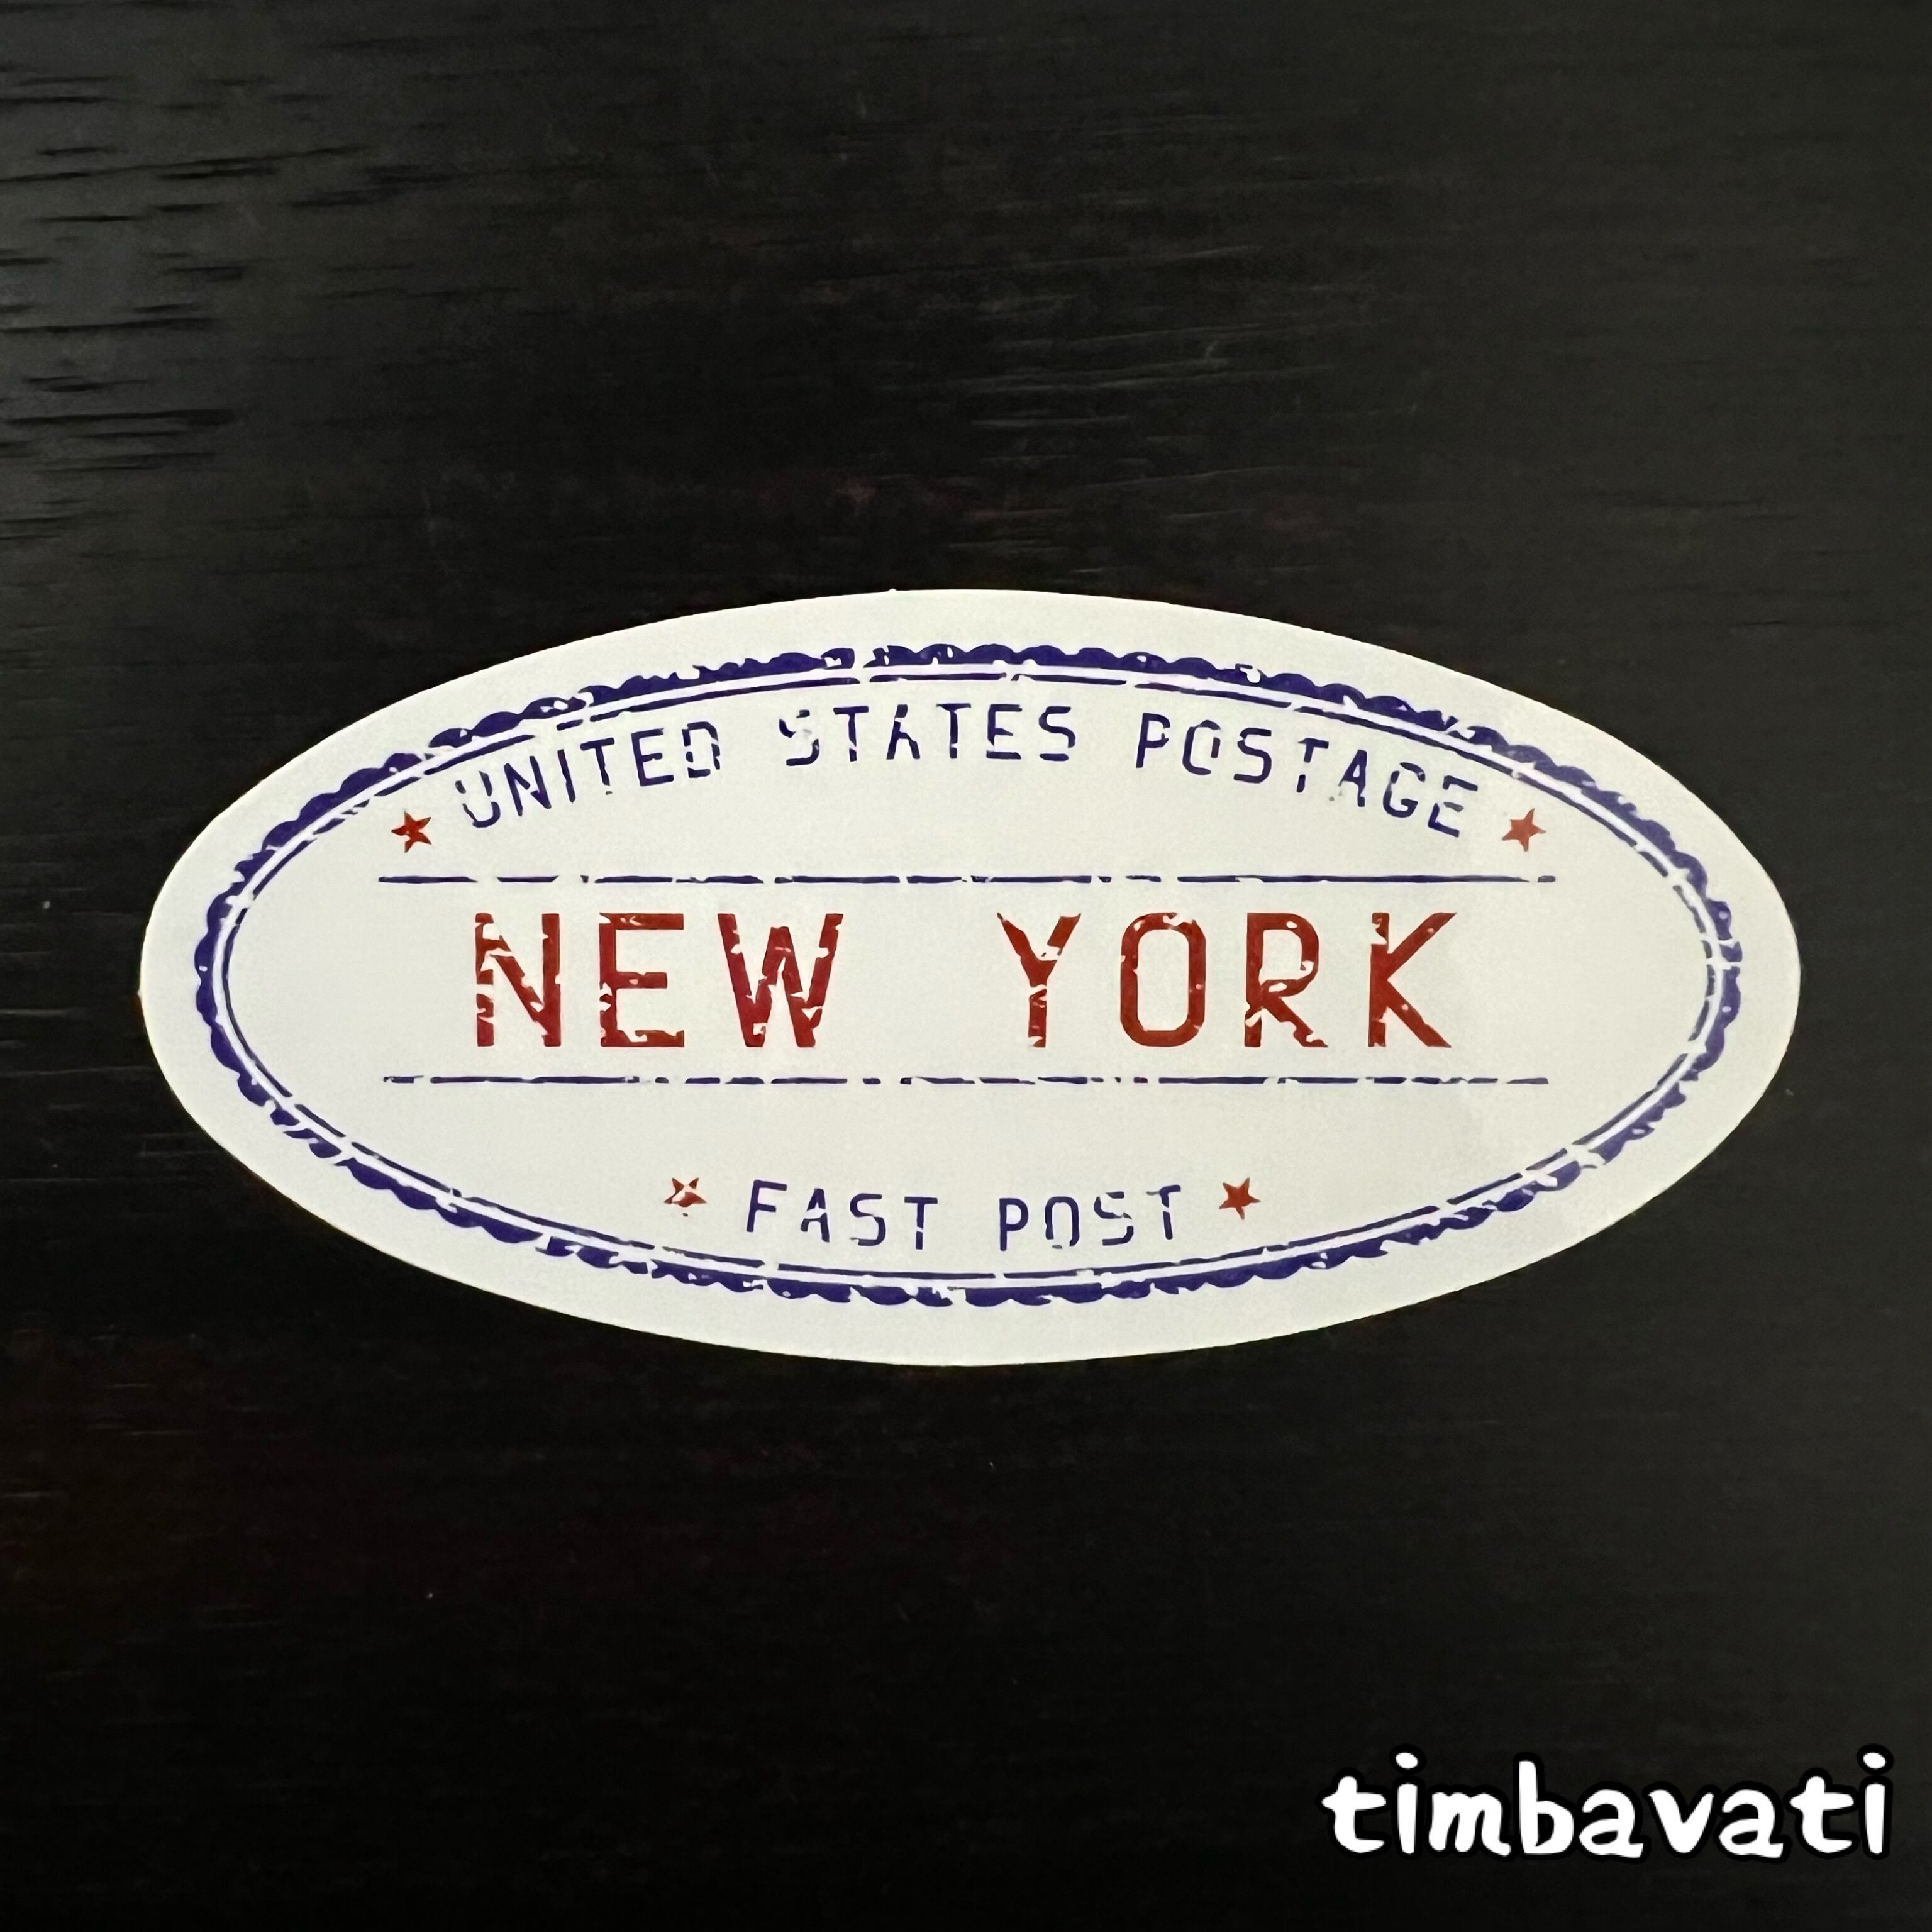 UNITED STATES POSTAGE
NEW YORK
FAST POST
timbavati